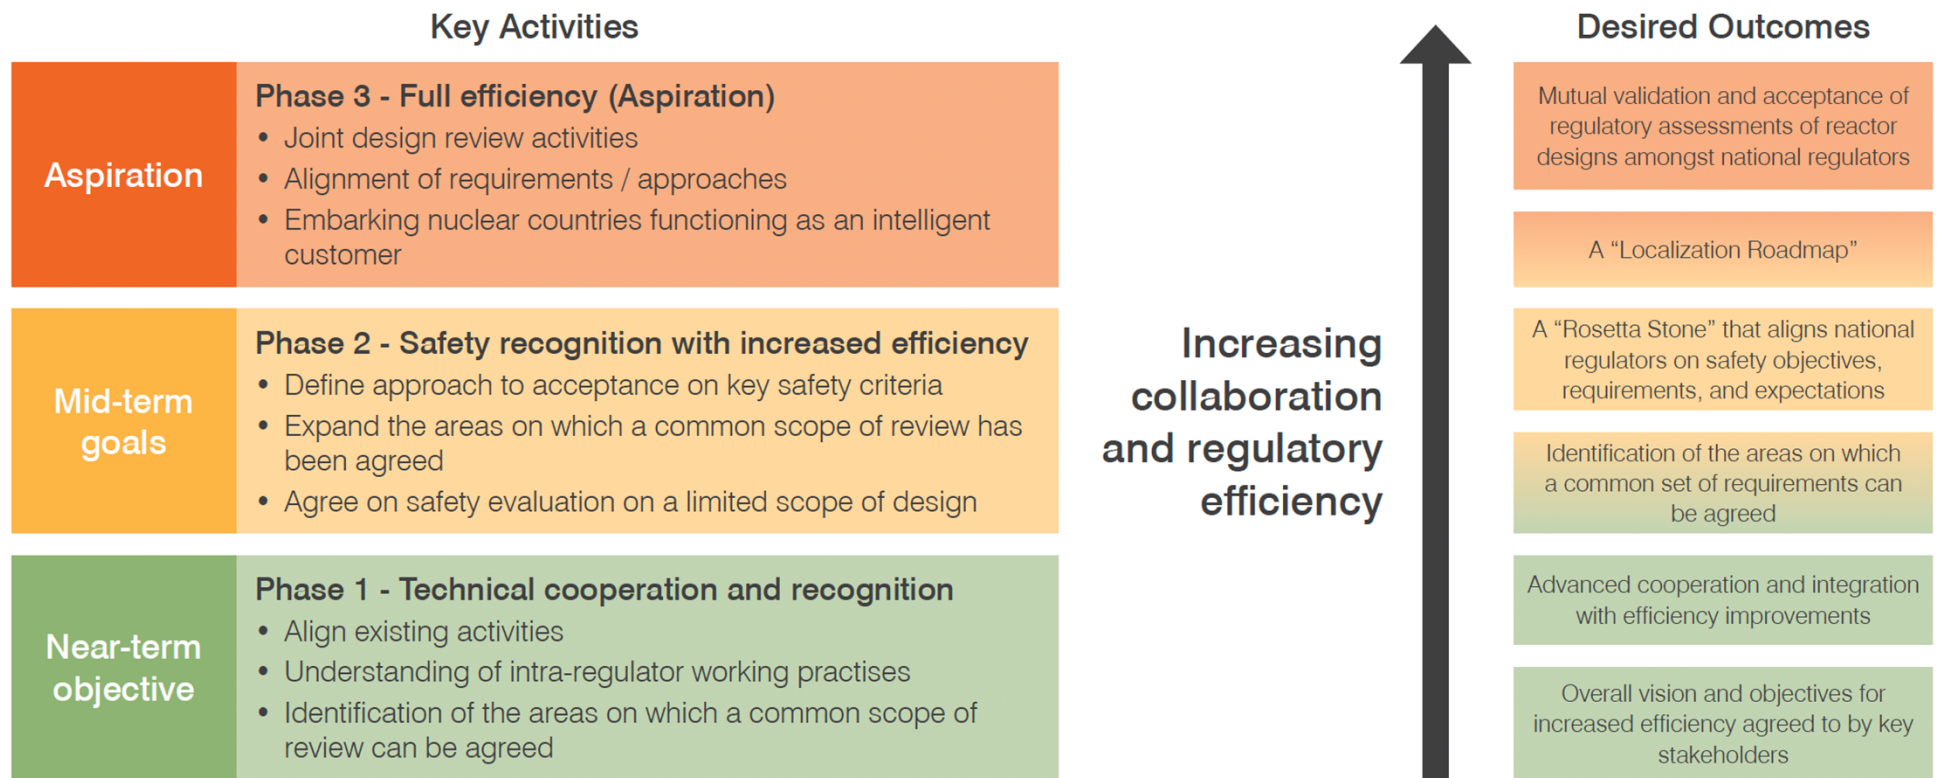 Key Activities
Aspiration
Phase 3 - Full efficiency (Aspiration)
• Joint design review activities
• Alignment of requirements / approaches
• Embarking nuclear countries functioning as an intelligent
customer
Mid-term
goals
Phase 2 - Safety recognition with increased efficiency
• Define approach to acceptance on key safety criteria
• Expand the areas on which a common scope of review has
been agreed
• Agree on safety evaluation on a limited scope of design
Near-term
objective
Phase 1 - Technical cooperation and recognition
• Align existing activities
• Understanding of intra-regulator working practises
• Identification of the areas on which a common scope of
review can be agreed
Increasing
collaboration
and regulatory
efficiency
Desired Outcomes
Mutual validation and acceptance of
regulatory assessments of reactor
designs amongst national regulators
A “Localization Roadmap”
A “Rosetta Stone” that aligns national
regulators on safety objectives,
requirements, and expectations
Identification of the areas on which
a common set of requirements can
be agreed
Advanced cooperation and integration
with efficiency improvements
Overall vision and objectives for
increased efficiency agreed to by key
stakeholders